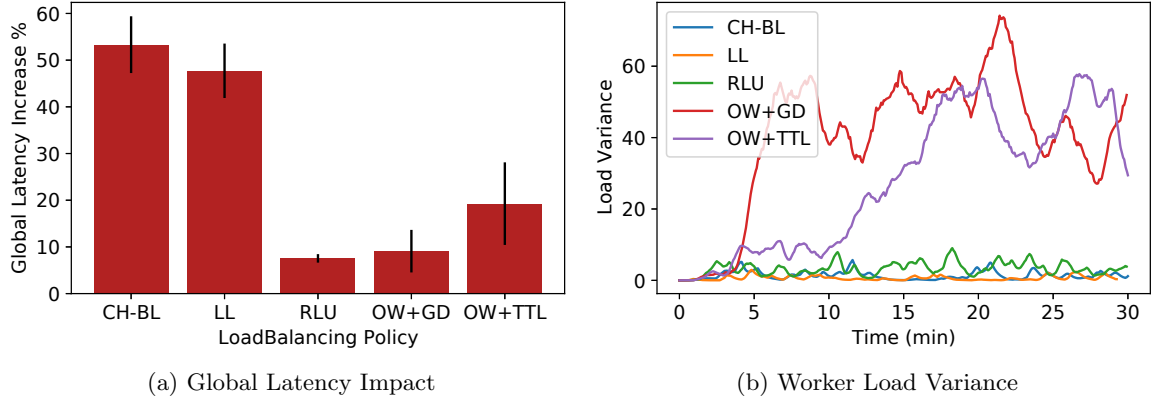 Global Latency Increase %
60
50
40
30
20
10
0
CH-BL LL RLU OW+GD OW+TTL
LoadBalancing Policy
(a) Global Latency Impact
Load Variance
60
40
20
0
CH-BL
LL
RLU
OW+GD
OW+TTL
0 5 10 15 20 25 30
Time (min)
(b) Worker Load Variance